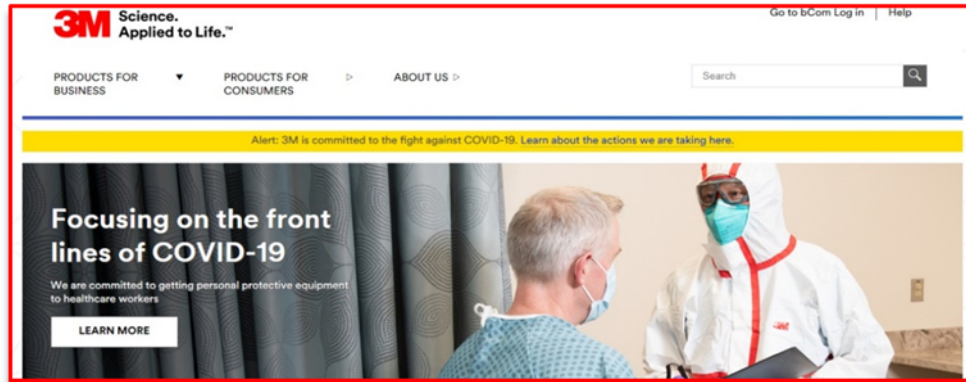 3M Science.
Applied to Life.™
Go to bCom Log in | Help
PRODUCTS FOR BUSINESS
PRODUCTS FOR CONSUMERS
ABOUT US
Search
Alert: 3M is committed to the fight against COVID-19. Learn about the actions we are taking here.
Focusing on the front
lines of COVID-19
We are committed to getting personal protective equipment
to healthcare workers
LEARN MORE
3M